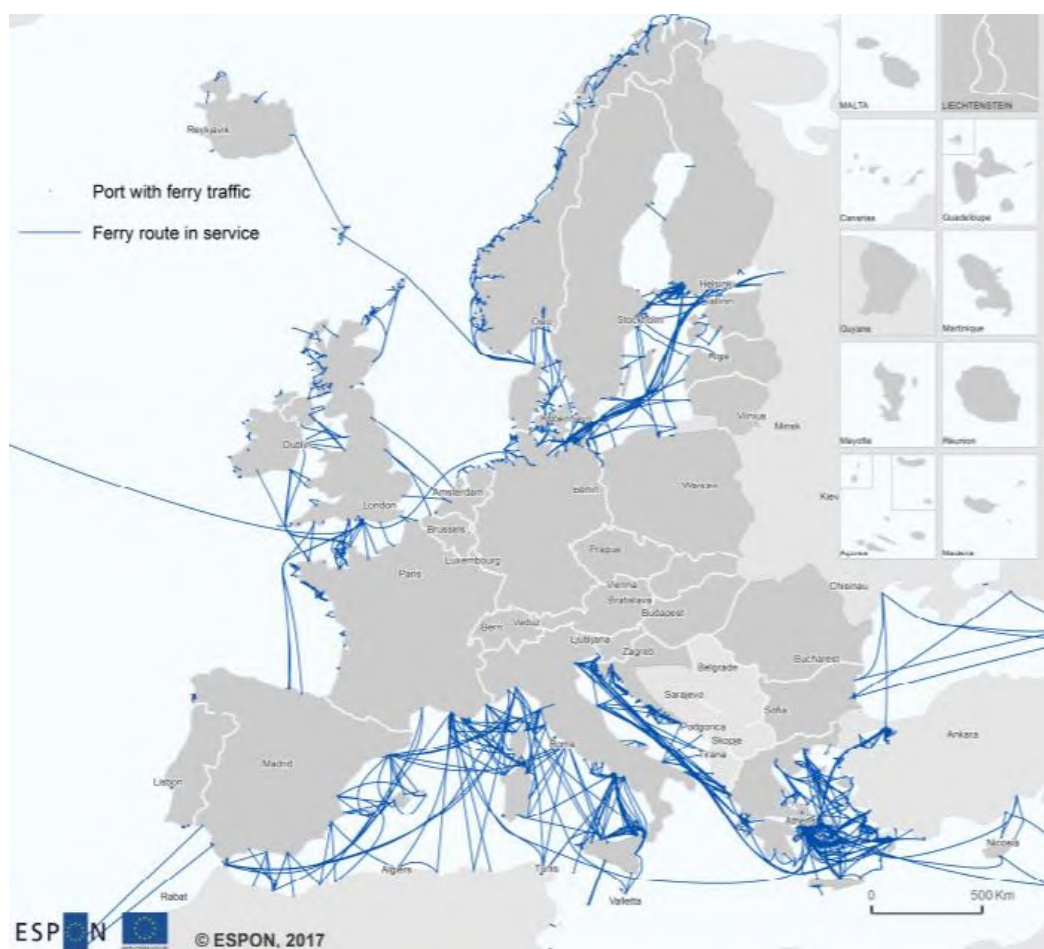 MALTA
LIECHTENSTEIN
Reykjavik
Port with ferry traffic
Ferry route in service
Canarias
Guadeloupe
Helsinki
Tallinn
Oslo
Stockholm
Guyane
Martinique
Riga
Vilnius
Minsk
Mayotte
Réunion
København
Dublin
Amsterdam
Berlin
Warsaw
London
Brussels
Kiev
Luxembourg
Prague
Açores
Madeira
Paris
Vienna
Bratislava
Budapest
Chisinau
Bern
Vaduz
Ljubljana
Zagreb
Belgrade
Bucharest
Sarajevo
Sofia
Podgorica
Skopje
Tirana
Roma
Ankara
Madrid
Lisbon
Athens
Nicosia
Algiers
Tunis
Rabat
Valletta
0 500 Km
ESPON
© ESPON, 2017